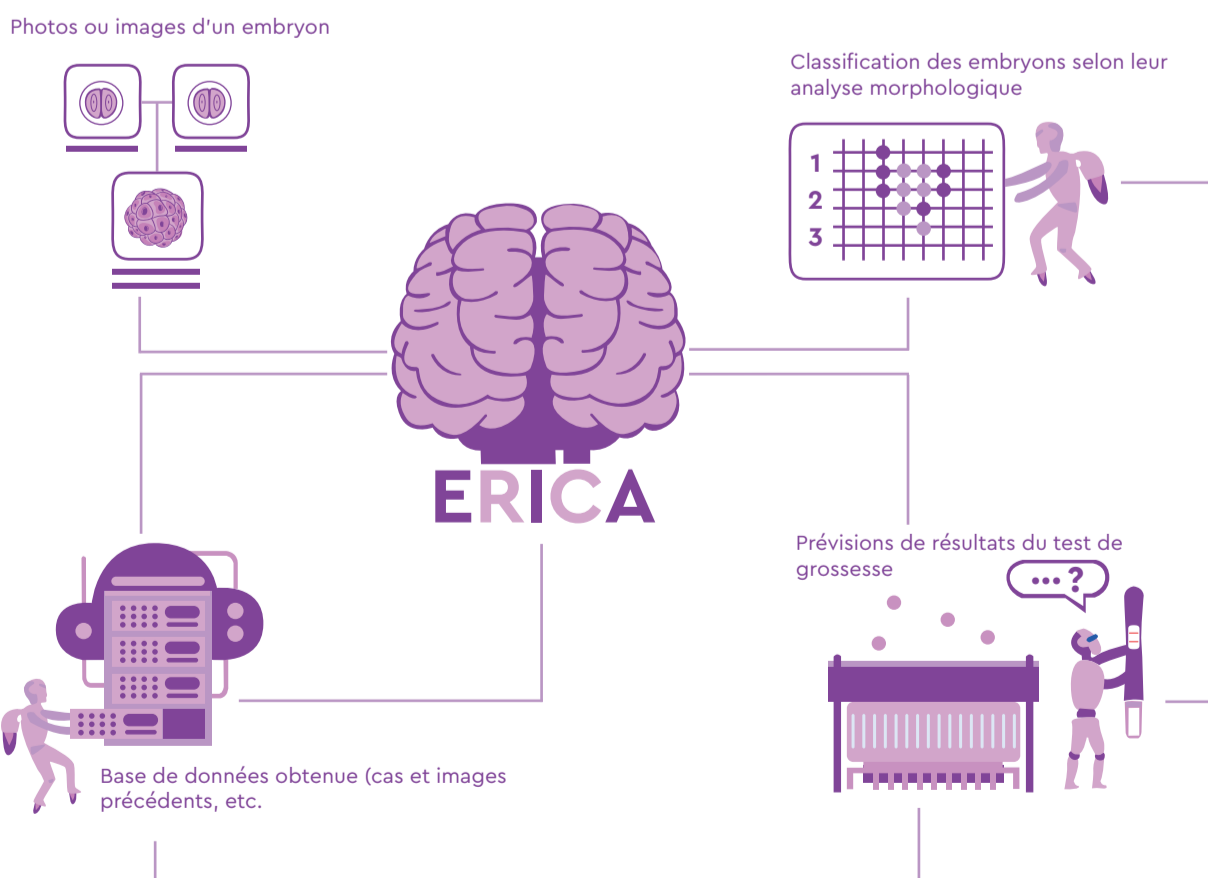 Photos ou images d'un embryon
Classification des embryons selon leur
analyse morphologique
1
2
3
ERICA
Prévisions de résultats du test de
grossesse
... ?
Base de données obtenue (cas et images
précédents, etc.